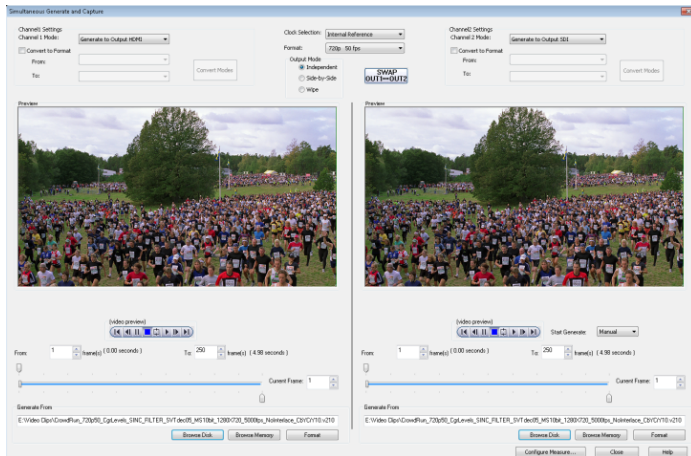 Simultaneous Generate and Capture
Channel1 Settings
Channel 1 Mode: Generate to Output HDMI
Convert to Format
From:
To:
Convert Modes
Clock Selection: Internal Reference
Format: 720p 50 fps
Output Mode
Independent
Side-by-Side
Wipe
SWAP
OUT1<=>OUT2
Channel2 Settings
Channel 2 Mode: Generate to Output SDI
Convert to Format
From:
To:
Convert Modes
Preview
Preview
(video preview)
From: 1 frame(s) ( 0.00 seconds ) To: 250 frame(s) ( 4.98 seconds )
Current Frame: 1
Generate From
E:\Video Clips\CrowdRun_720p50_CgrLevels_SINC_FILTER_SVTdec05_MS10bit_1280X720_5000fps_NoInterlace_CbYCrY10.v210
Browse Disk Browse Memory Format
(video preview)
Start Generate: Manual
From: 1 frame(s) ( 0.00 seconds ) To: 250 frame(s) ( 4.98 seconds )
Current Frame: 1
Generate From
E:\Video Clips\CrowdRun_720p50_CgrLevels_SINC_FILTER_SVTdec05_MS10bit_1280X720_5000fps_NoInterlace_CbYCrY10.v210
Browse Disk Browse Memory Format
Configure Measure... Close Help